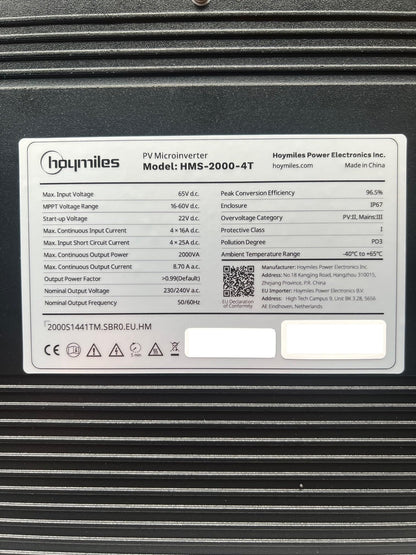 hoymiles
PV Microinverter
Model: HMS-2000-4T
Hoymiles Power Electronics Inc.
hoymiles.com Made in China
Max. Input Voltage 65V d.c.
MPPT Voltage Range 16-60V d.c.
Start-up Voltage 22V d.c.
Max. Continuous Input Current 4 × 16A d.c.
Max. Input Short Circuit Current 4 × 25A d.c.
Max. Continuous Output Power 2000VA
Max. Continuous Output Current 8.70 A a.c.
Output Power Factor >0.99(Default)
Nominal Output Voltage 230/240V a.c.
Nominal Output Frequency 50/60Hz
Peak Conversion Efficiency 96.5%
Enclosure IP67
Overvoltage Category PV:II, Mains:III
Protective Class I
Pollution Degree PD3
Ambient Temperature Range -40°C to +65°C
EU Declaration
of Conformity
Manufacturer: Hoymiles Power Electronics Inc.
Address: No.18 Kangjing Road, Hangzhou 310015,
Zhejiang Province, P.R. China
EU Importer: Hoymiles Power Electronics B.V.
Address: High Tech Campus 9, Unit BK 3.28, 5656
AE Eindhoven, Netherlands
2000S1441TM.SBR0.EU.HM
CE
5 min